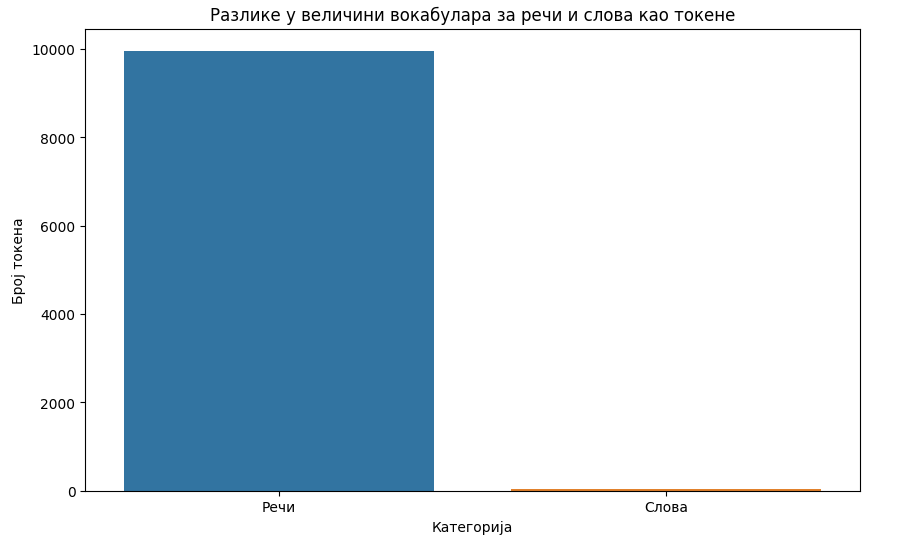 Разлике у величини вокабулара за речи и слова као токене
10000
8000
6000
4000
2000
0
Број токена
Речи
Слова
Категорија